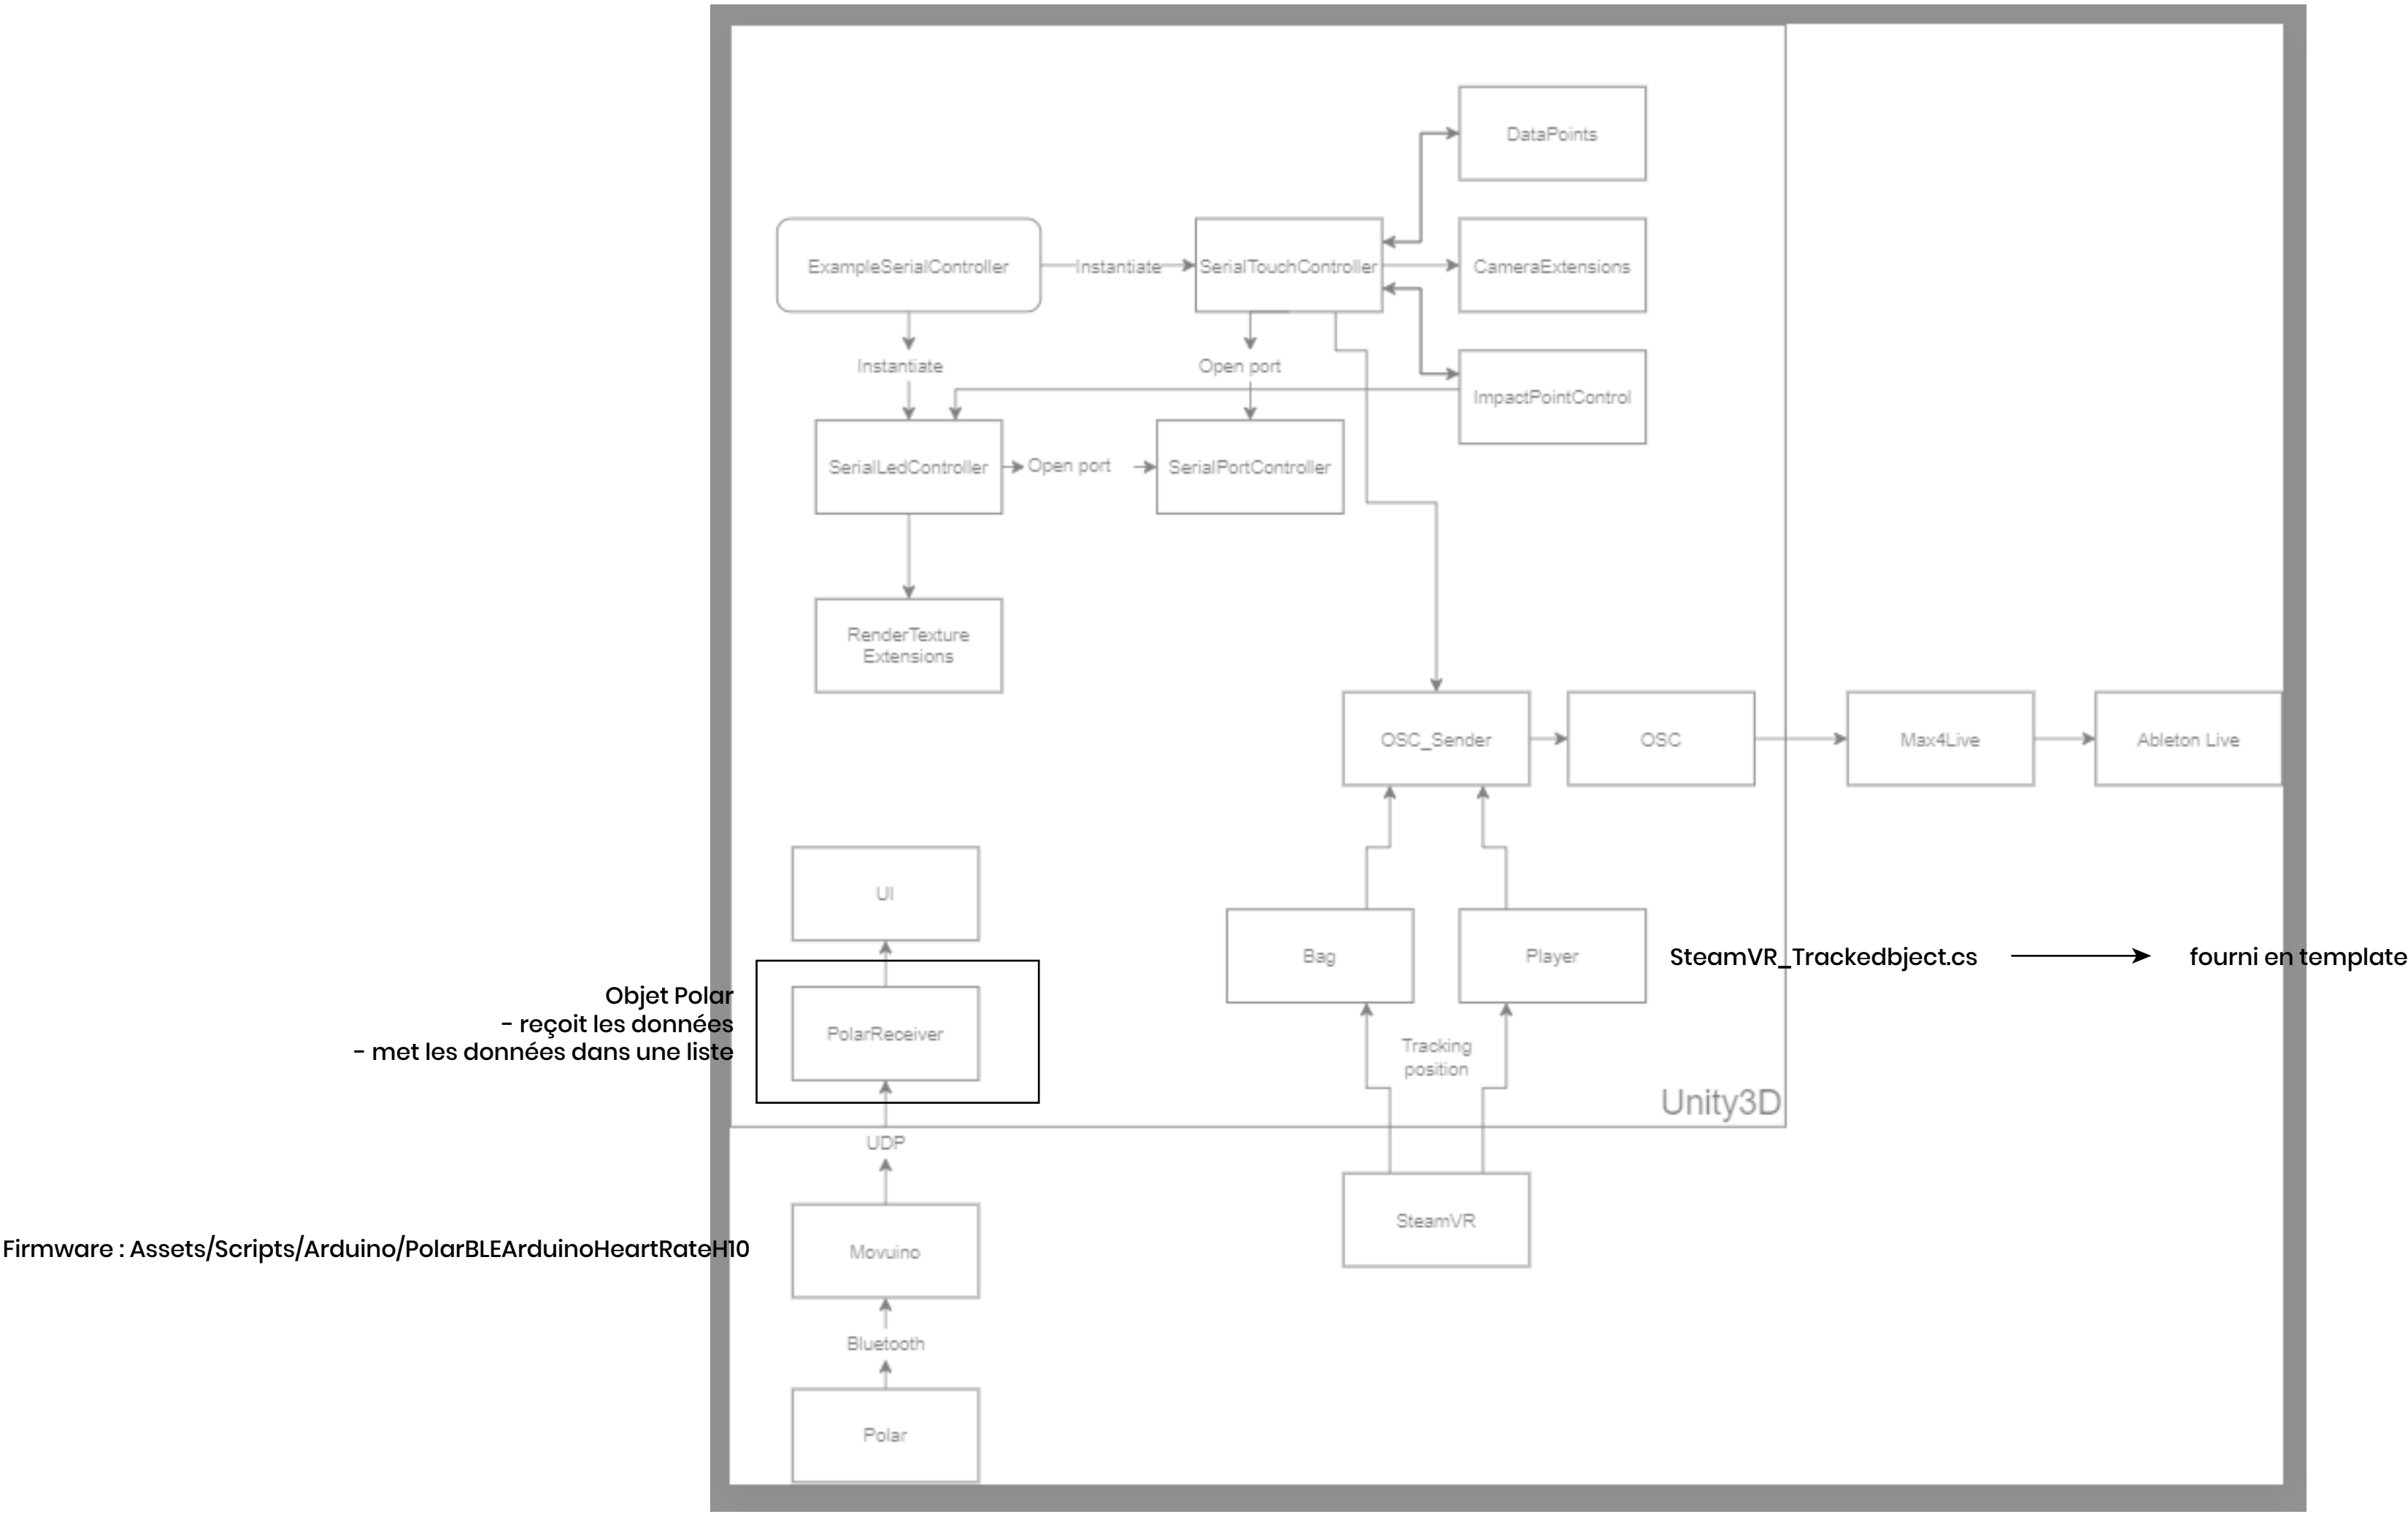 DataPoints
ExampleSerialController
Instantiate
SerialTouchController
CameraExtensions
Instantiate
Open port
ImpactPointControl
SerialLedController
Open port
SerialPortController
RenderTexture
Extensions
OSC_Sender
OSC
Max4Live
Ableton Live
UI
Bag
Player
SteamVR_Trackedbject.cs
fourni en template
Objet Polar
- reçoit les données
- met les données dans une liste
PolarReceiver
Tracking
position
Unity3D
UDP
SteamVR
Firmware : Assets/Scripts/Arduino/PolarBLEArduinoHeartRateH10
Movuino
Bluetooth
Polar